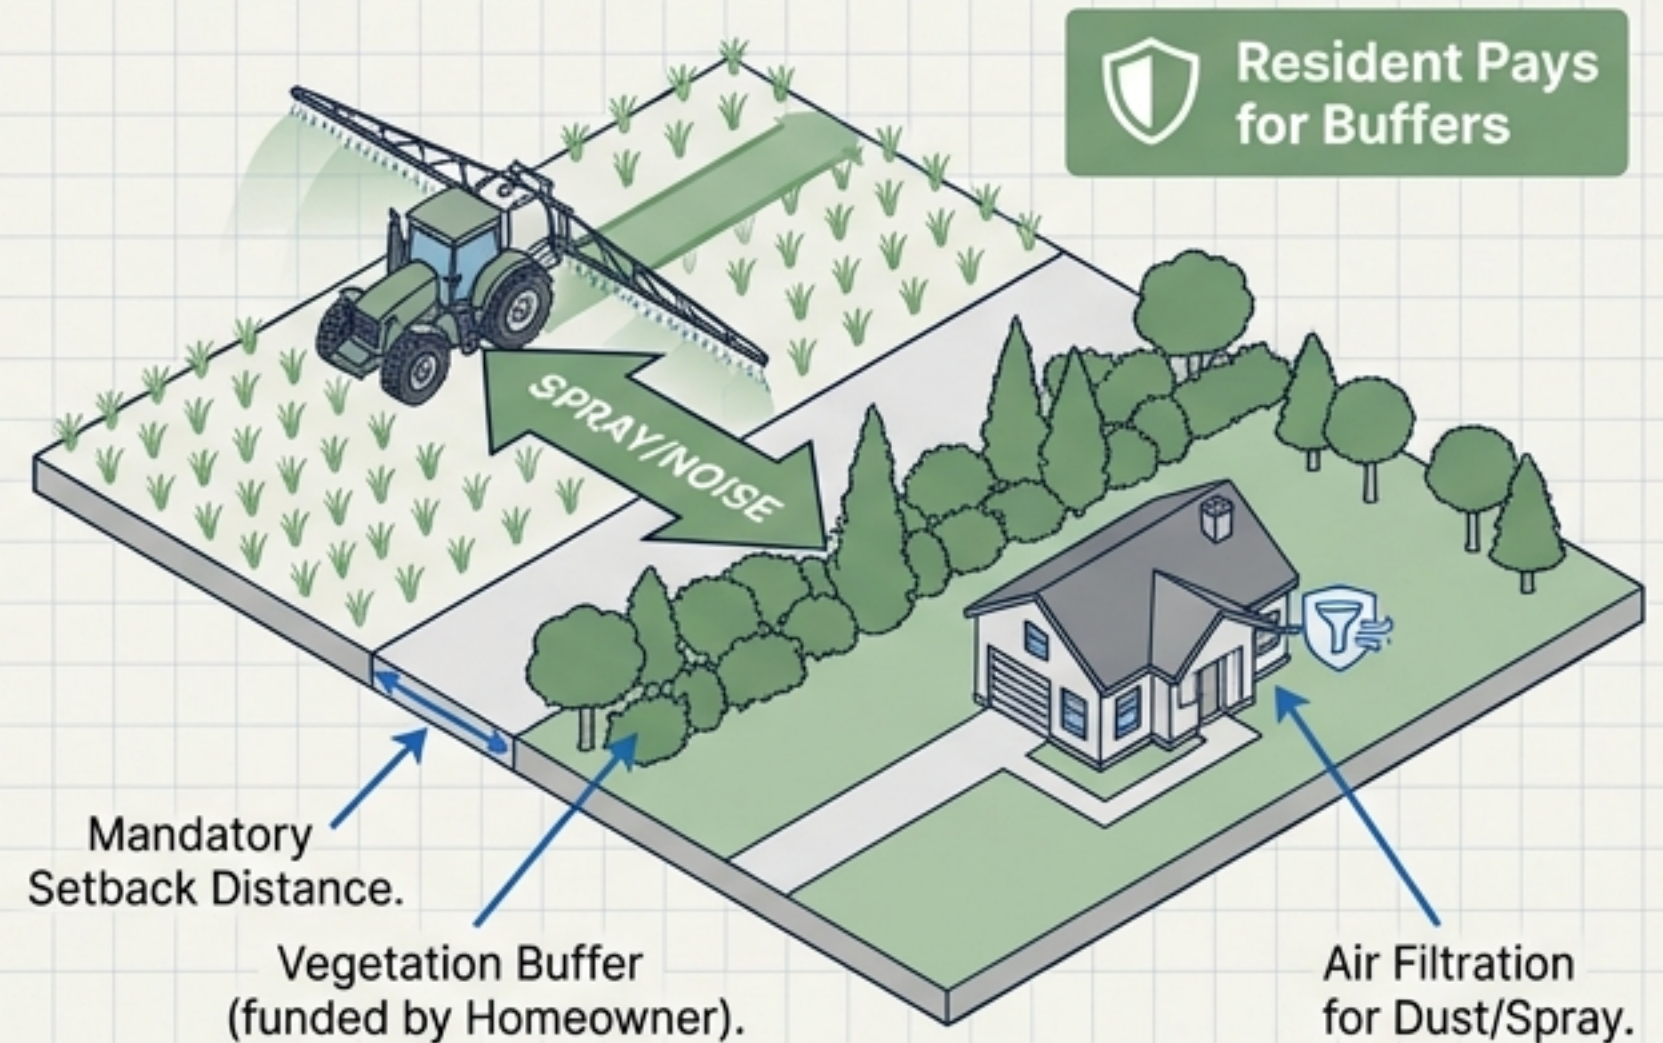 Resident Pays
for Buffers
SPRAY/NOISE
Mandatory
Setback Distance.
Vegetation Buffer
(funded by Homeowner).
Air Filtration
for Dust/Spray.